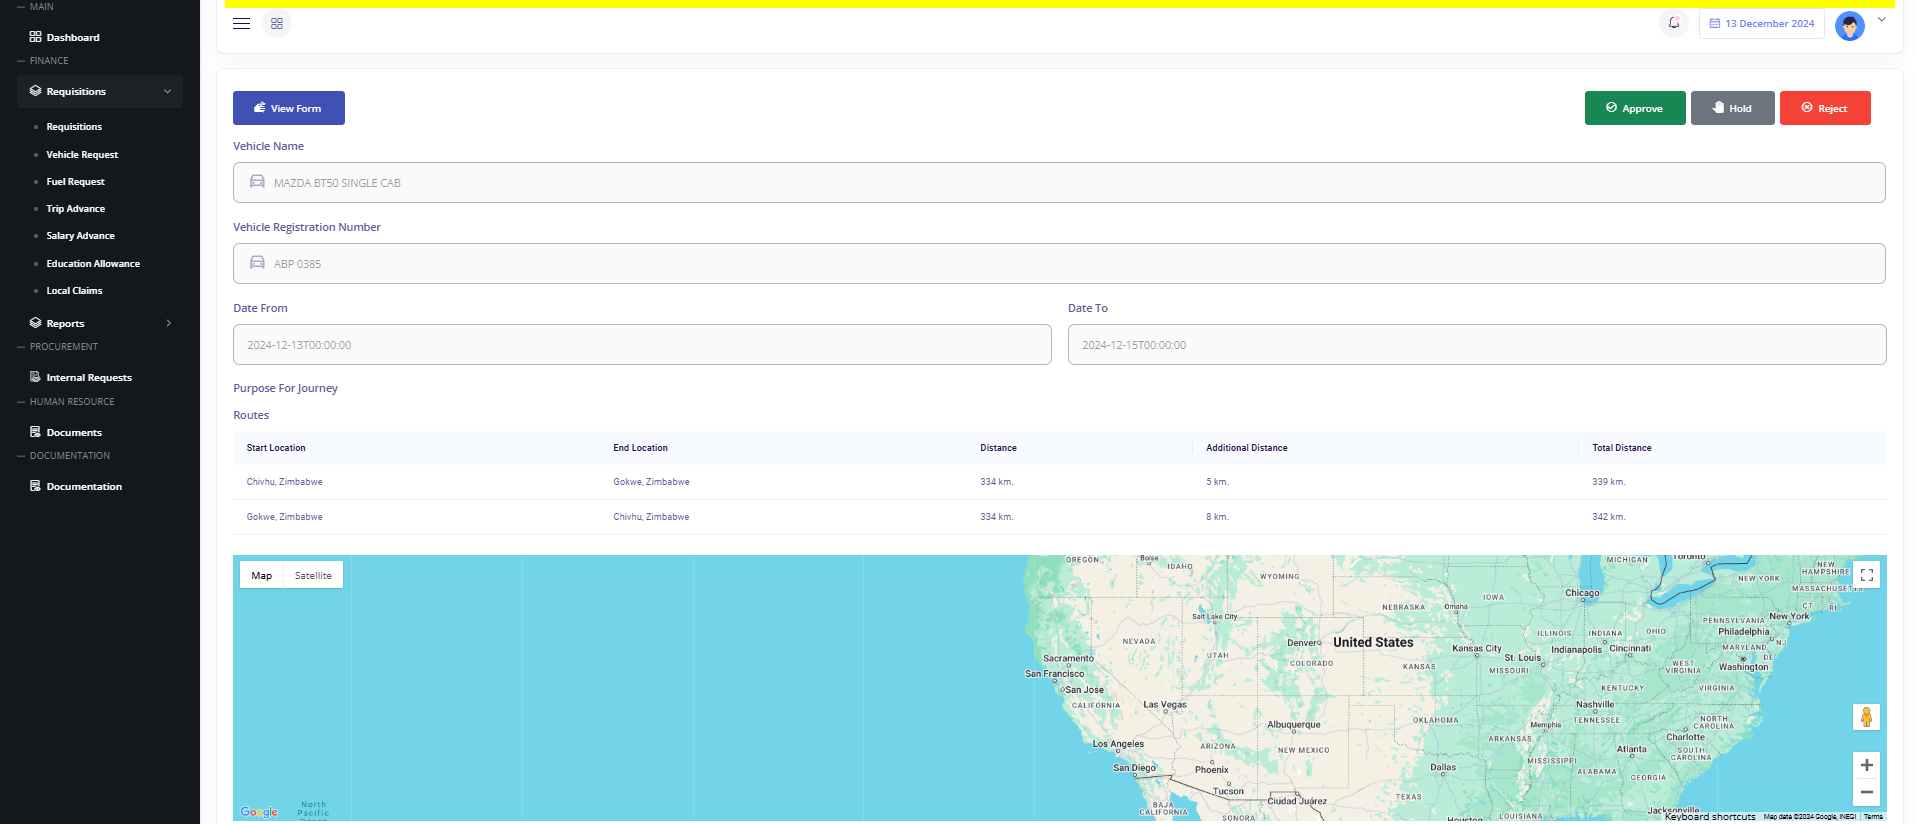 MAIN
Dashboard
FINANCE
Requisitions
Requisitions
Vehicle Request
Fuel Request
Trip Advance
Salary Advance
Education Allowance
Local Claims
Reports
PROCUREMENT
Internal Requests
HUMAN RESOURCE
Documents
DOCUMENTATION
Documentation
13 December 2024
View Form
Approve Hold Reject
Vehicle Name
MAZDA BT50 SINGLE CAB
Vehicle Registration Number
ABP 0385
Date From Date To
2024-12-13T00:00:00 2024-12-15T00:00:00
Purpose For Journey
Routes
Start Location End Location Distance Additional Distance Total Distance
Chivhu, Zimbabwe Gokwe, Zimbabwe 334 km. 5 km. 339 km.
Gokwe, Zimbabwe Chivhu, Zimbabwe 334 km. 8 km. 342 km.
Map Satellite
OREGON
Boise
IDAHO
WYOMING
MICHIGAN
Toronto
NEW YORK
NEW HAMPSHIRE
MASSACHUSETTS
CT RI
Chicago
IOWA
NEBRASKA Omaha
Salt Lake City
PENNSYLVANIA New York
Philadelphia
NJ
NEVADA
UTAH
Denver
United States
COLORADO
KANSAS
Kansas City
St. Louis
MISSOURI
ILLINOIS INDIANA OHIO
Indianapolis Cincinnati
MARYLAND DE
Washington
WEST VIRGINIA
VIRGINIA
KENTUCKY
Sacramento
San Francisco
San Jose
CALIFORNIA
Las Vegas
Albuquerque
OKLAHOMA
Nashville
TENNESSEE
Memphis
NORTH CAROLINA
Charlotte
ARKANSAS
SOUTH CAROLINA
Atlanta
Los Angeles
ARIZONA
NEW MEXICO
San Diego
Phoenix
Dallas
MISSISSIPPI
ALABAMA
GEORGIA
Tucson
Ciudad Juárez
TEXAS
LOUISIANA
Jacksonville
BAJA CALIFORNIA
SONORA
North Pacific
Google
Keyboard shortcuts Map data ©2024 Google, INEGI Terms